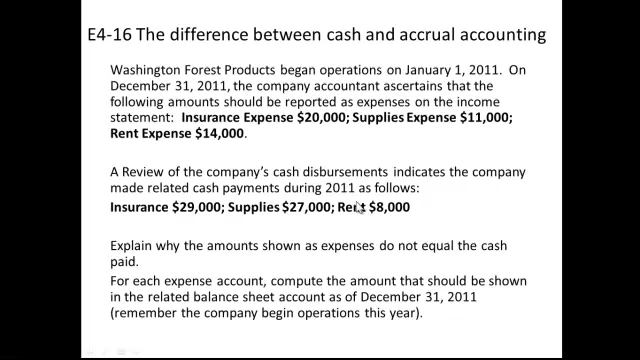 E4-16 The difference between cash and accrual accounting
Washington Forest Products began operations on January 1, 2011. On
December 31, 2011, the company accountant ascertains that the
following amounts should be reported as expenses on the income
statement: Insurance Expense $20,000; Supplies Expense $11,000;
Rent Expense $14,000.
A Review of the company's cash disbursements indicates the company
made related cash payments during 2011 as follows:
Insurance $29,000; Supplies $27,000; Rent $8,000
Explain why the amounts shown as expenses do not equal the cash
paid.
For each expense account, compute the amount that should be shown
in the related balance sheet account as of December 31, 2011
(remember the company begin operations this year).